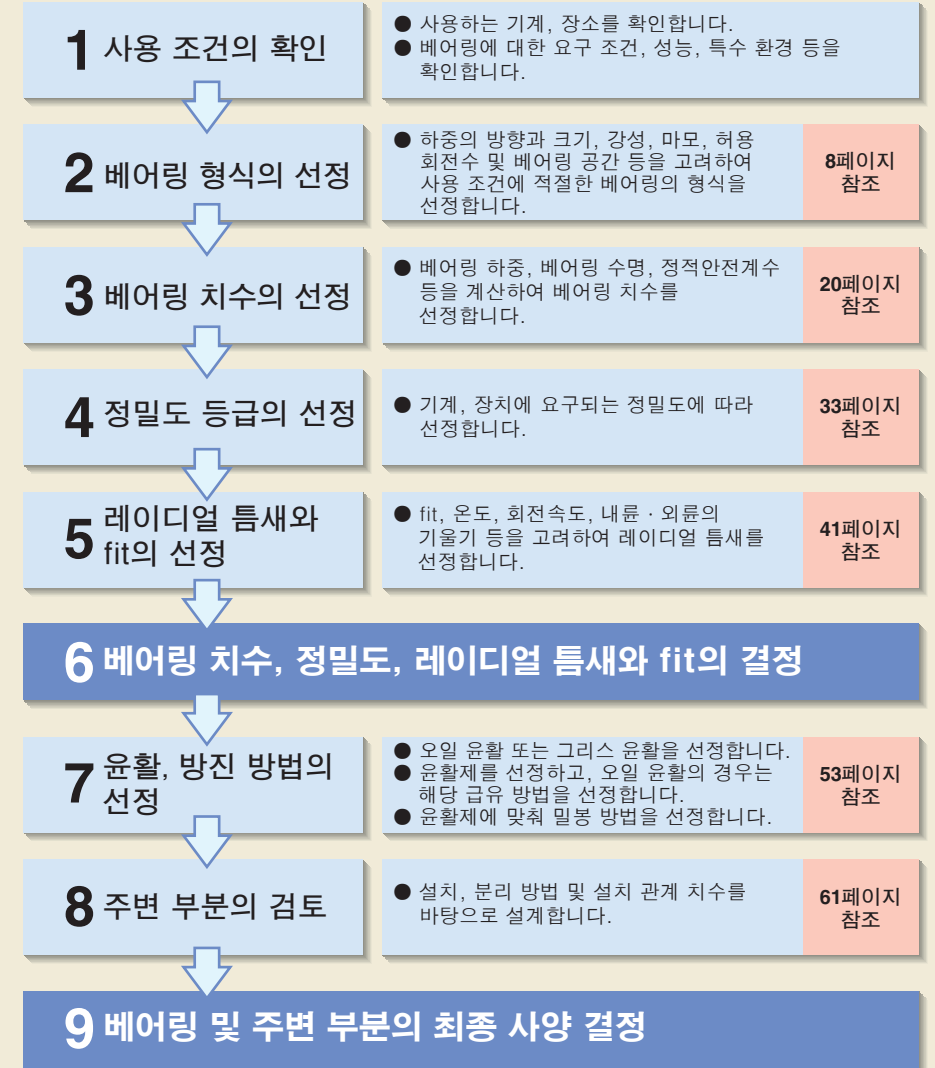 1 사용 조건의 확인
● 사용하는 기계, 장소를 확인합니다.
● 베어링에 대한 요구 조건, 성능, 특수 환경 등을
확인합니다.
2 베어링 형식의 선정
● 하중의 방향과 크기, 강성, 마모, 허용
회전수 및 베어링 공간 등을 고려하여
사용 조건에 적절한 베어링의 형식을
선정합니다.
8페이지
참조
3 베어링 치수의 선정
● 베어링 하중, 베어링 수명, 정적안전계수
등을 계산하여 베어링 치수를
선정합니다.
20페이지
참조
4 정밀도 등급의 선정
● 기계, 장치에 요구되는 정밀도에 따라
선정합니다.
33페이지
참조
5 레이디얼 틈새와
fit의 선정
● fit, 온도, 회전속도, 내륜 · 외륜의
기울기 등을 고려하여 레이디얼 틈새를
선정합니다.
41페이지
참조
6 베어링 치수, 정밀도, 레이디얼 틈새와 fit의 결정
7 윤활, 방진 방법의
선정
● 오일 윤활 또는 그리스 윤활을 선정합니다.
● 윤활제를 선정하고, 오일 윤활의 경우는
해당 급유 방법을 선정합니다.
● 윤활제에 맞춰 밀봉 방법을 선정합니다.
53페이지
참조
8 주변 부분의 검토
● 설치, 분리 방법 및 설치 관계 치수를
바탕으로 설계합니다.
61페이지
참조
9 베어링 및 주변 부분의 최종 사양 결정